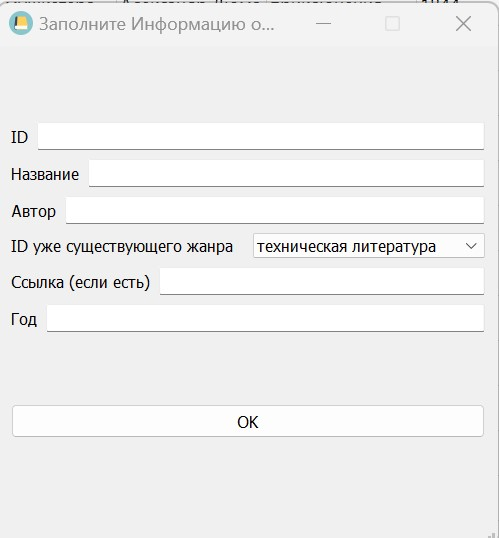 Заполните Информацию о...
ID
Название
Автор
ID уже существующего жанра техническая литература
Ссылка (если есть)
Год
OK